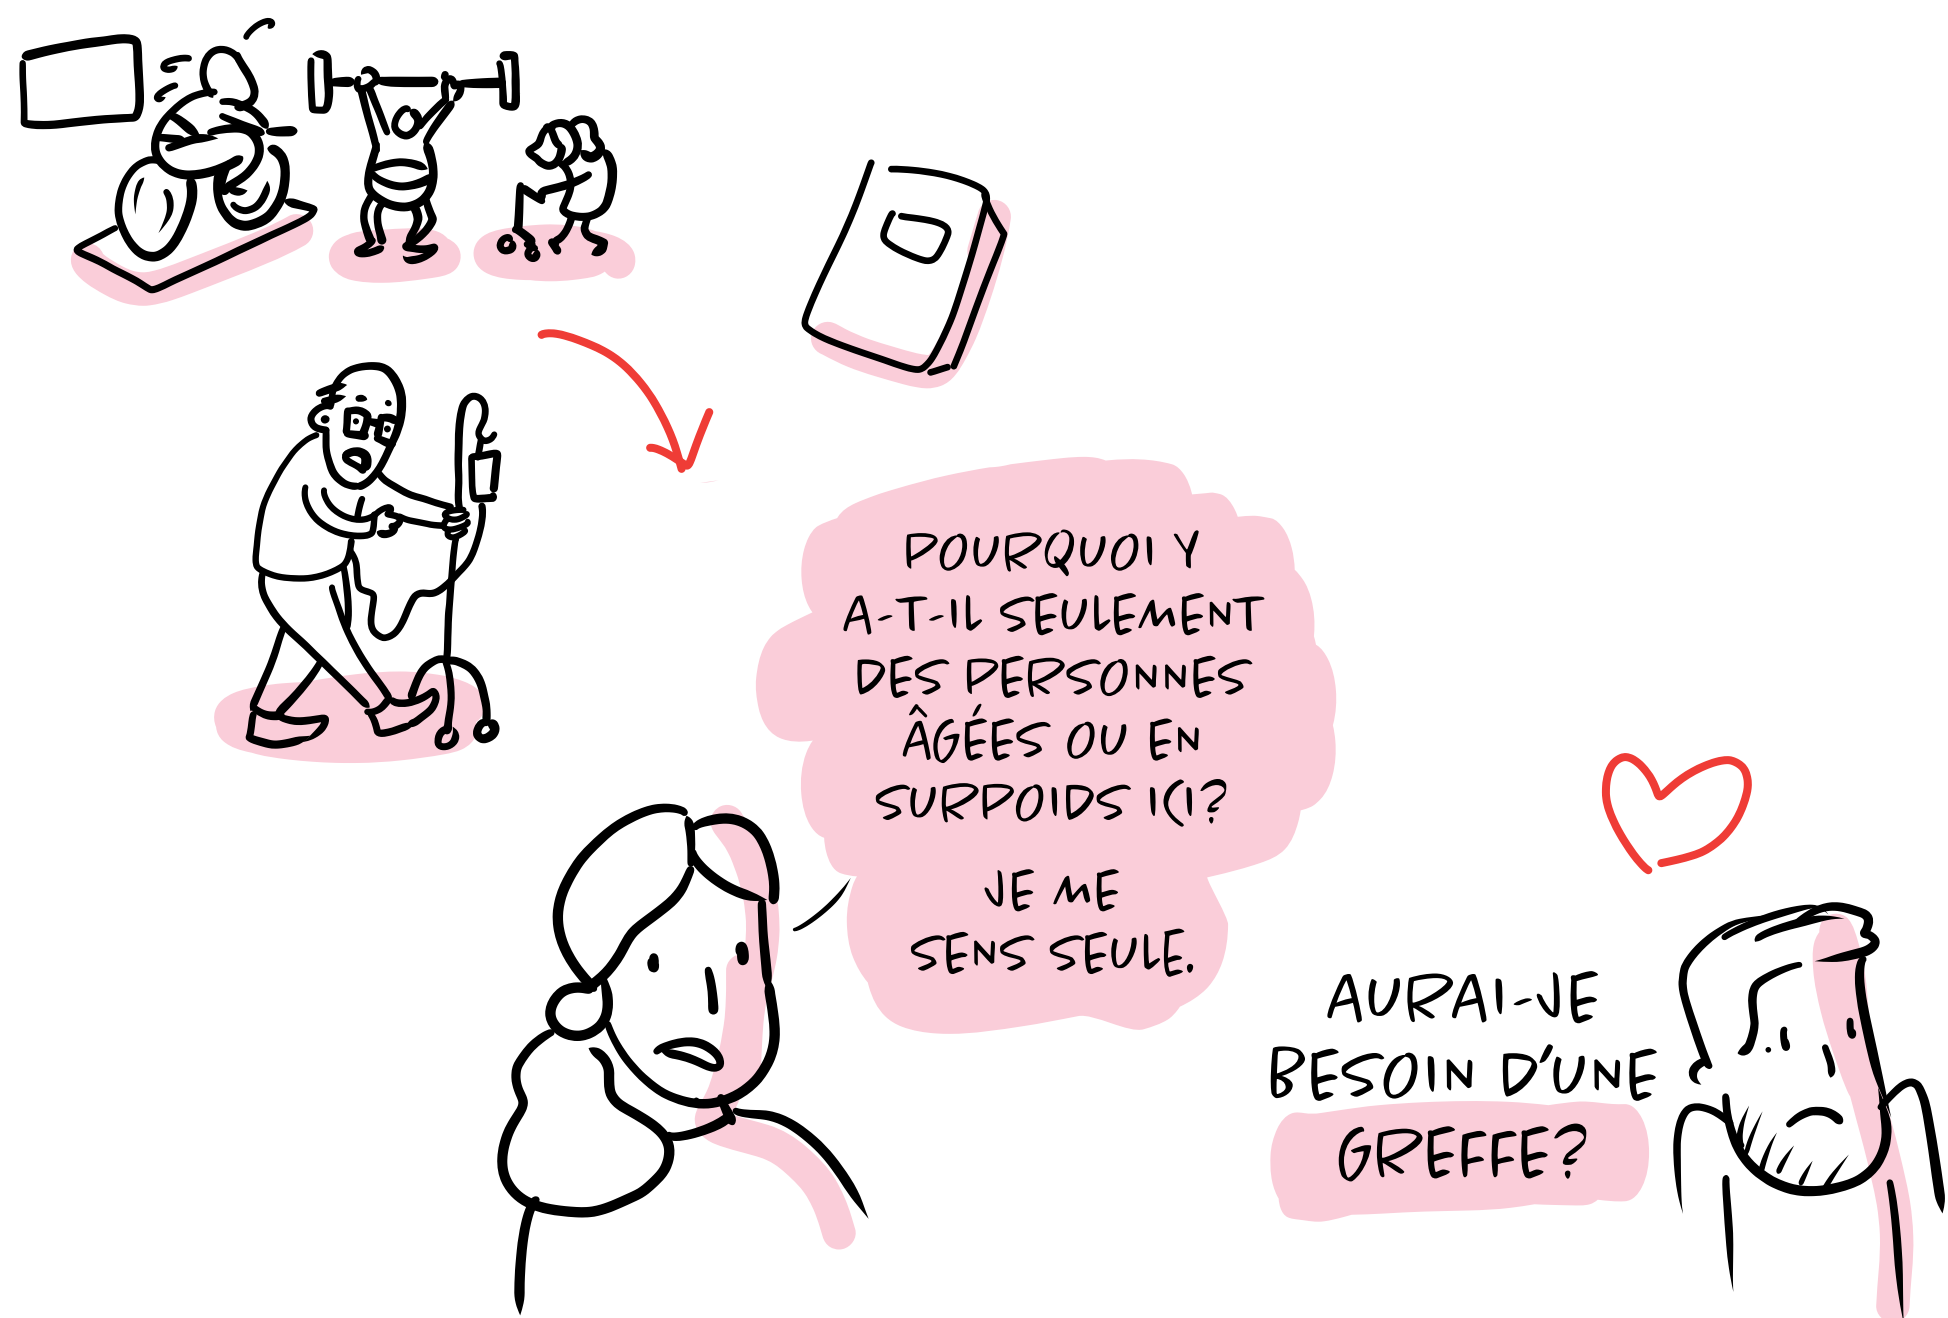 POURQUOI Y
A-T-IL SEULEMENT
DES PERSONNES
ÂGÉES OU EN
SURPOIDS ICI?
JE ME
SENS SEULE.
AURAI-JE
BESOIN D'UNE
GREFFE?